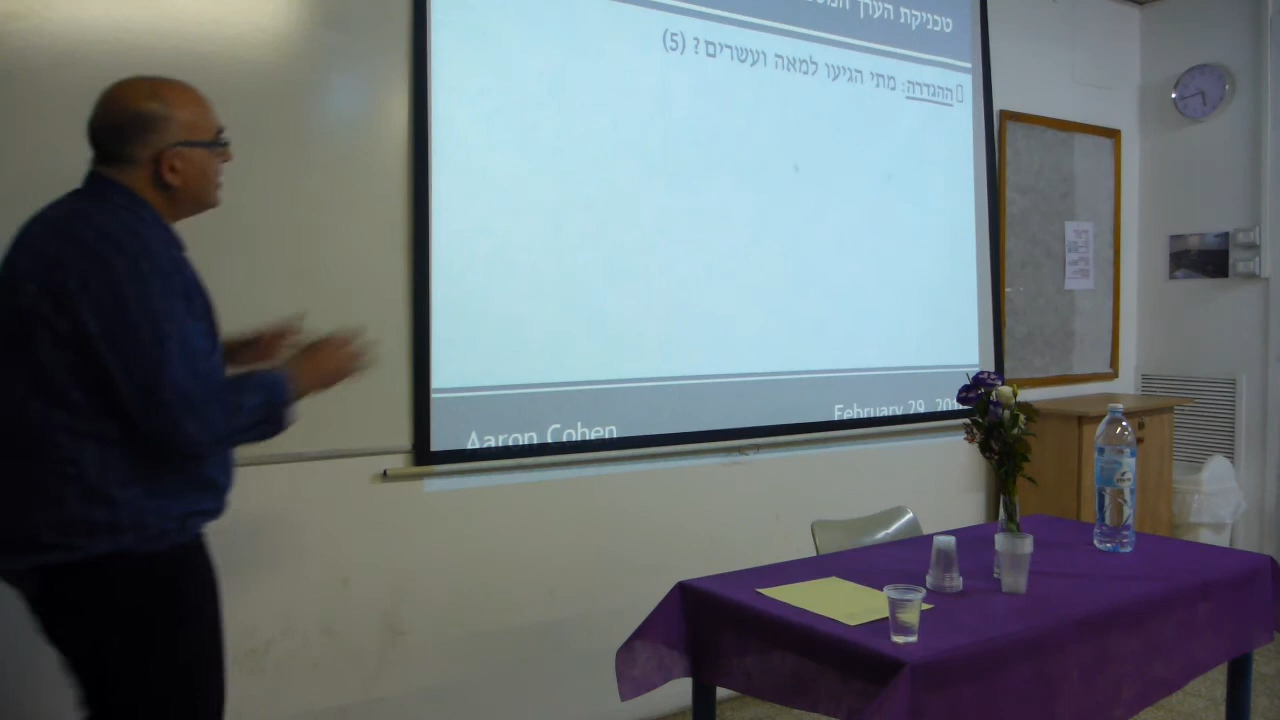 טכניקת הערך
ההגדרה: מתי הגיעו למאה ועשרים? (5)
February 29,
Aaron Cohen